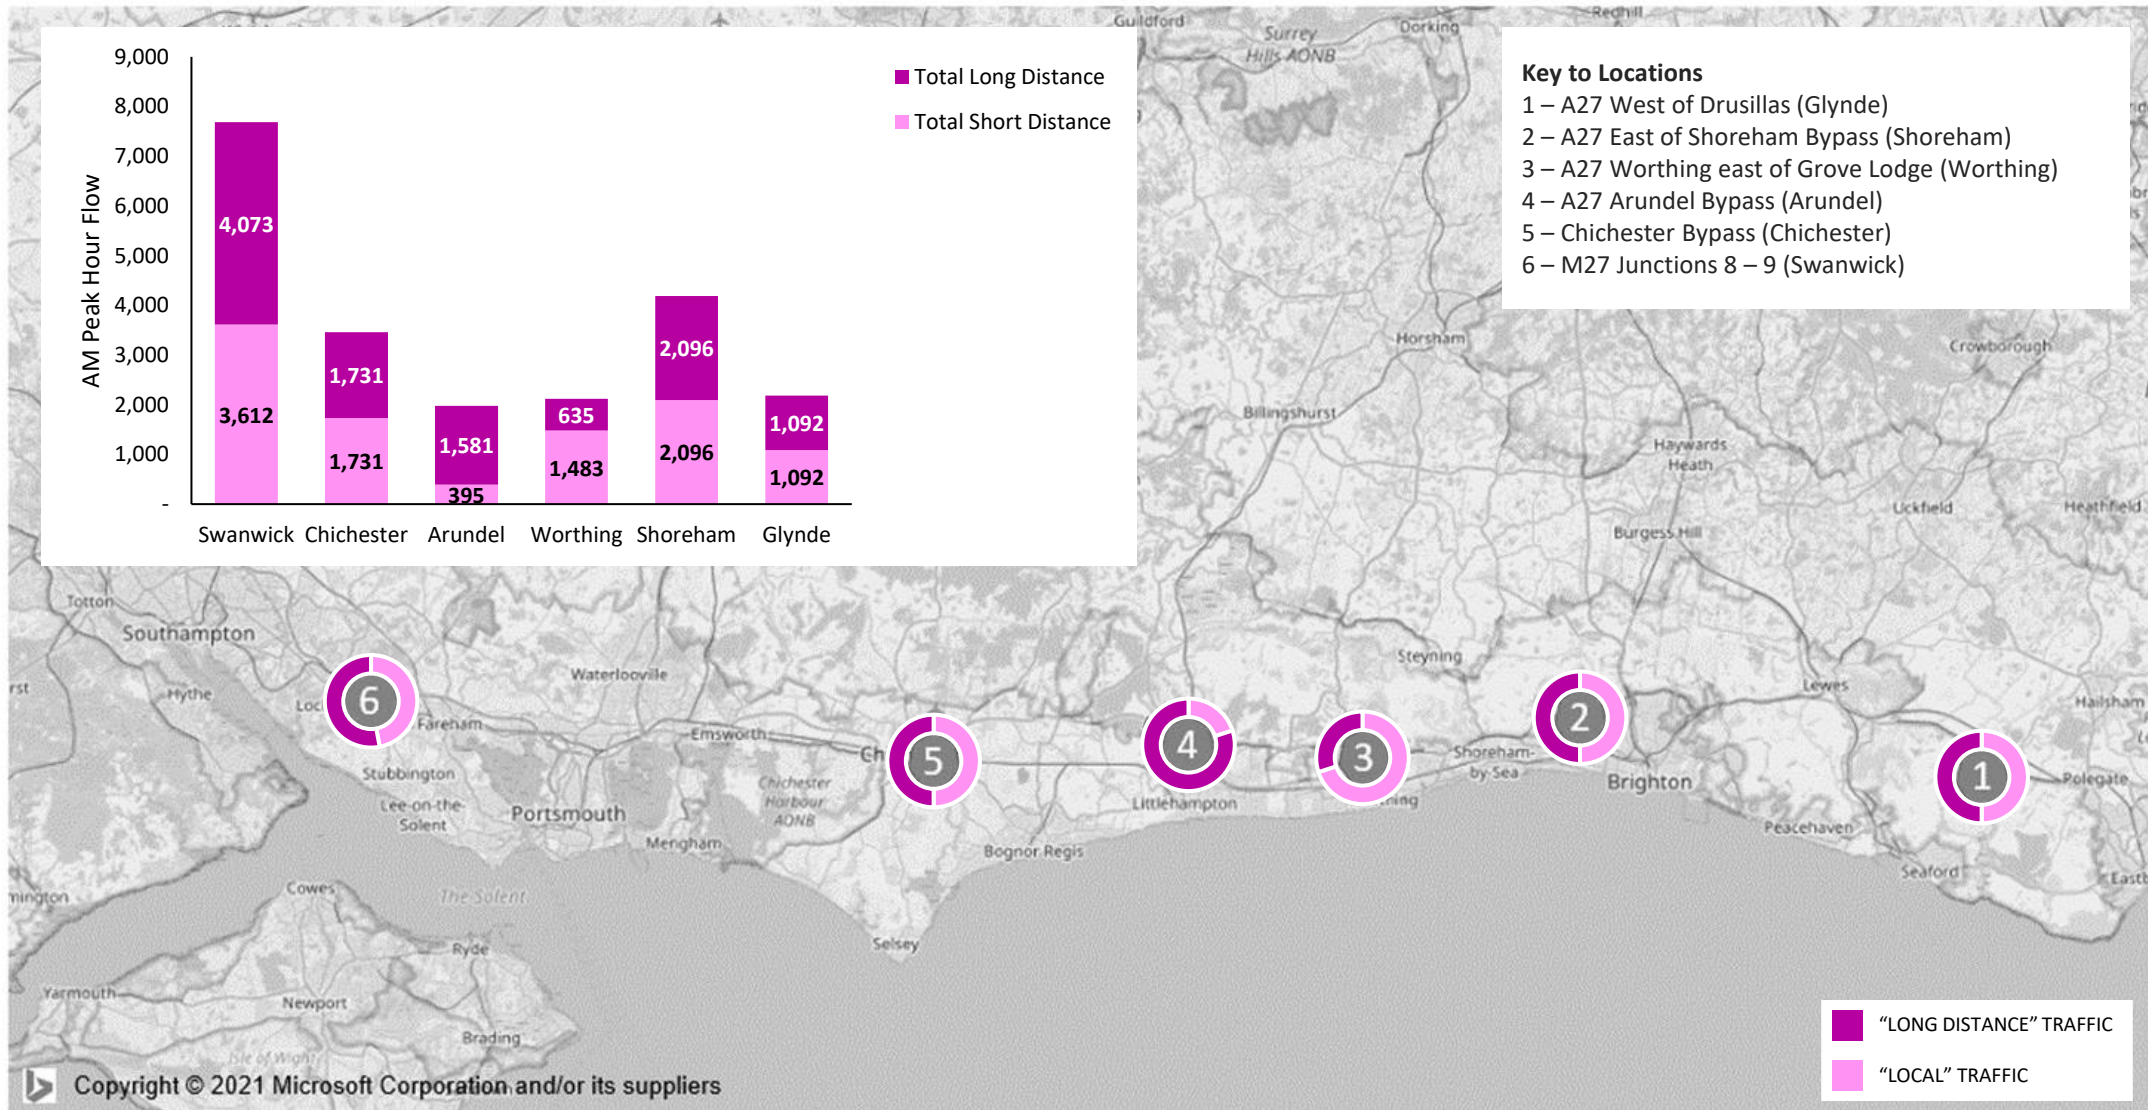 9,000
8,000
7,000
6,000
5,000
4,000
3,000
2,000
1,000
-
AM Peak Hour Flow
Total Long Distance
Total Short Distance
4,073
3,612
1,731
1,731
1,581
395
635
1,483
2,096
2,096
1,092
1,092
Swanwick Chichester Arundel Worthing Shoreham Glynde
Key to Locations
1 – A27 West of Drusillas (Glynde)
2 – A27 East of Shoreham Bypass (Shoreham)
3 – A27 Worthing east of Grove Lodge (Worthing)
4 – A27 Arundel Bypass (Arundel)
5 – Chichester Bypass (Chichester)
6 – M27 Junctions 8 – 9 (Swanwick)
Guildford
Surrey
Hills AONB
Dorking
Redhill
Horsham
Crowborough
Billingshurst
Haywards
Heath
Uckfield
Heathfield
Burgess Hill
Totton
Southampton
Hythe
Waterlooville
Fareham
Emsworth
Stubbington
Lee-on-the-
Solent
Portsmouth
Mengham
Chichester
Harbour
AONB
Bognor Regis
Selsey
Littlehampton
Steyning
Shoreham-
by-Sea
Brighton
Lewes
Hailsham
Polegate
Peacehaven
Seaford
6
5
4
3
2
1
Cowes
The Solent
Ryde
Yarmouth
Newport
Brading
Isle of Wight
"LONG DISTANCE" TRAFFIC
"LOCAL" TRAFFIC
Copyright © 2021 Microsoft Corporation and/or its suppliers